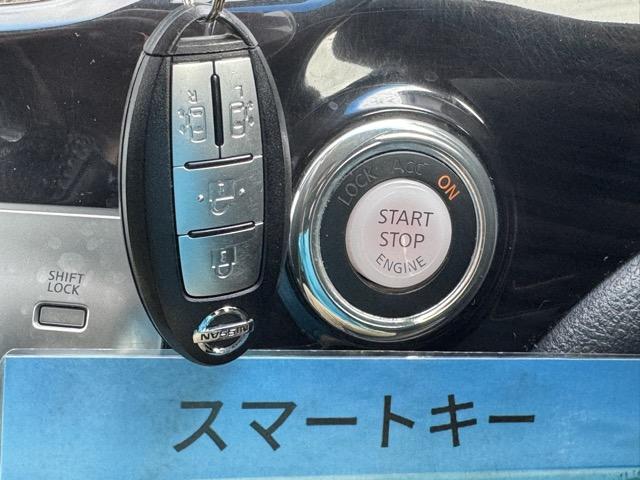 R L
NISSAN
LOCK ACC ON
START
STOP
ENGINE
SHIFT
LOCK
スマートキー